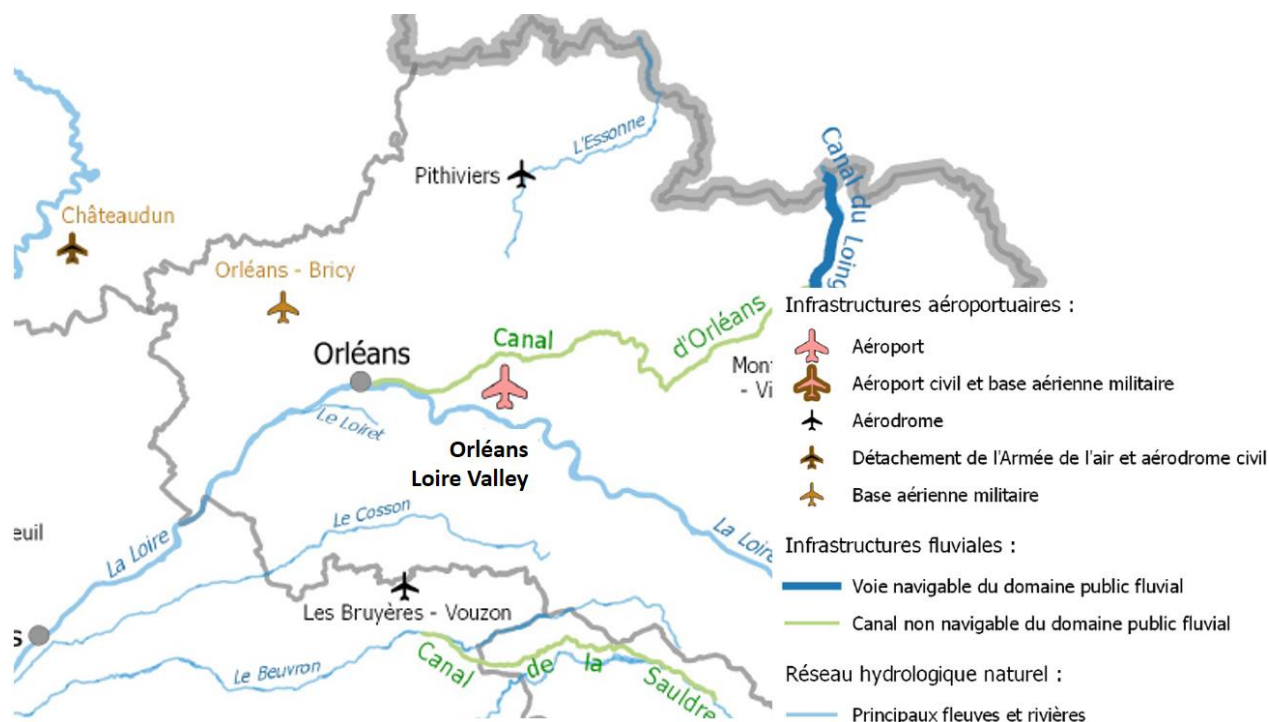 L'Essonne
Pithiviers
Canal du Loing
Châteaudun
Orléans - Bricy
Orléans
Canal d'Orléans
Mon
- Vi
Le Loiret
Orléans
Loire Valley
La Loire
La Loire
Le Cosson
euil
Les Bruyères - Vouzon
s
Le Beuvron
Canal de la Sauldre
Infrastructures aéroportuaires :
Aéroport
Aéroport civil et base aérienne militaire
Aérodrome
Détachement de l'Armée de l'air et aérodrome civil
Base aérienne militaire
Infrastructures fluviales :
Voie navigable du domaine public fluvial
Canal non navigable du domaine public fluvial
Réseau hydrologique naturel :
Principaux fleuves et rivières